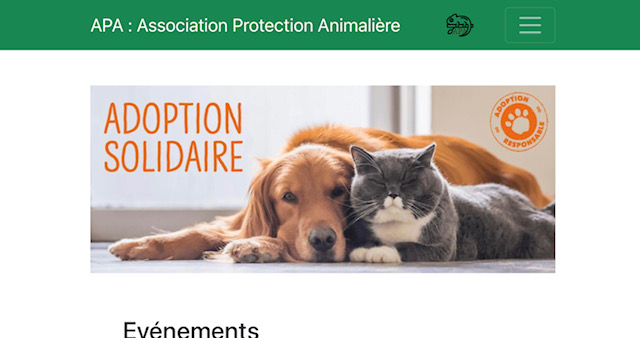 APA : Association Protection Animalière
ADOPTION
SOLIDAIRE
ADOPTION
RESPONSABLE
Evénements